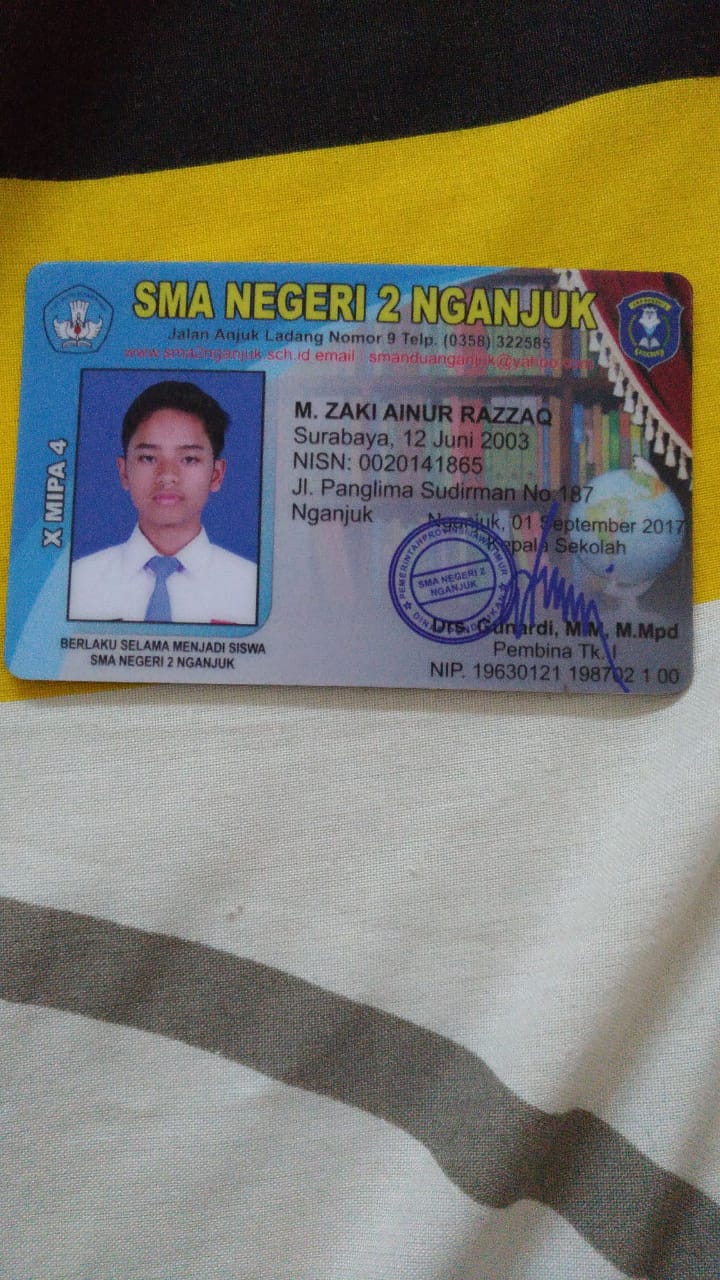 SMA NEGERI 2 NGANJUK
Jalan Anjuk Ladang Nomor 9 Telp. (0358) 322585
www.sma2nganjuk.sch.id email smanduanganjuk@yahoo.com
M. ZAKI AINUR RAZZAQ
Surabaya, 12 Juni 2003
NISN: 0020141865
Jl. Panglima Sudirman No.187
Nganjuk
X MIPA 4
Nganjuk, 01 September 2017
Kepala Sekolah
PEMERINTAH PROVINSI JAWA TIMUR
SMA NEGERI 2
NGANJUK
DINAS PENDIDIKAN
Drs. Gunardi, M.M, M.Mpd
Pembina Tk. I
NIP. 19630121 198702 1 00
BERLAKU SELAMA MENJADI SISWA
SMA NEGERI 2 NGANJUK